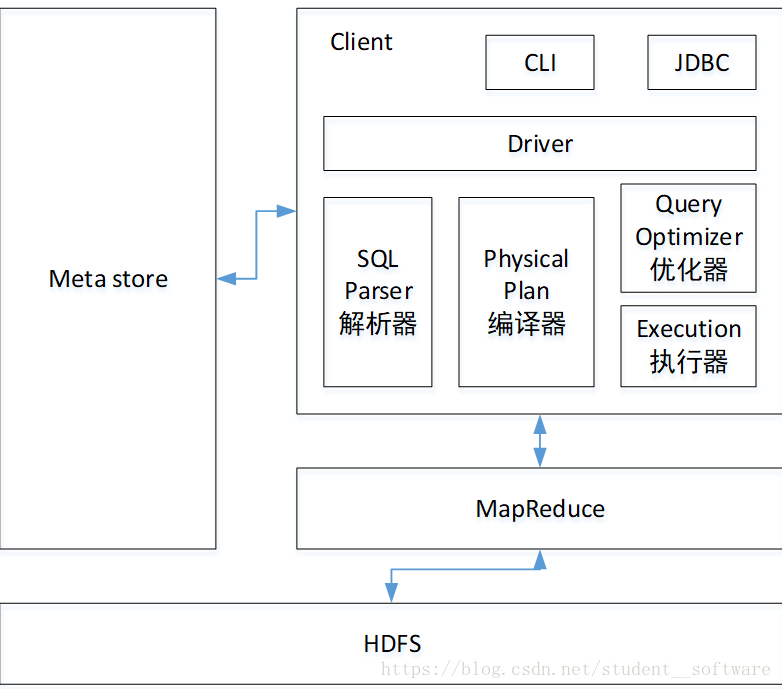 Client
CLI
JDBC
Driver
Meta store
SQL
Parser
解析器
Physical
Plan
编译器
Query
Optimizer
优化器
Execution
执行器
MapReduce
HDFS
https://blog.csdn.net/student__software